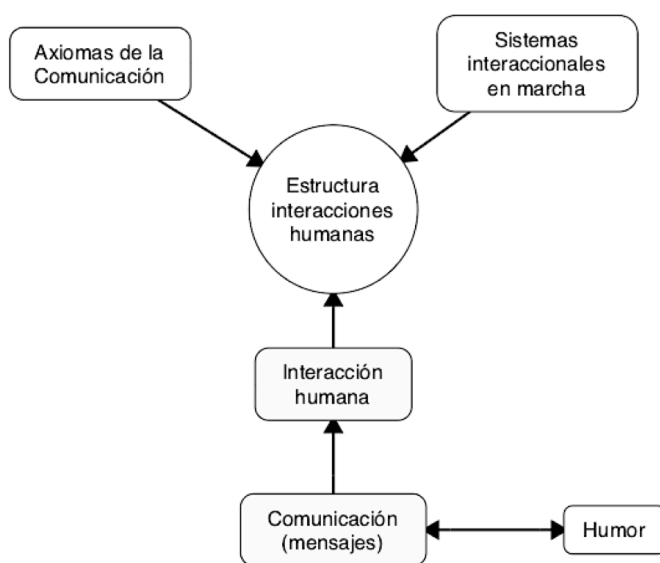 Axiomas de la
Comunicación
Sistemas
interaccionales
en marcha
Estructura
interacciones
humanas
Interacción
humana
Comunicación
(mensajes)
Humor